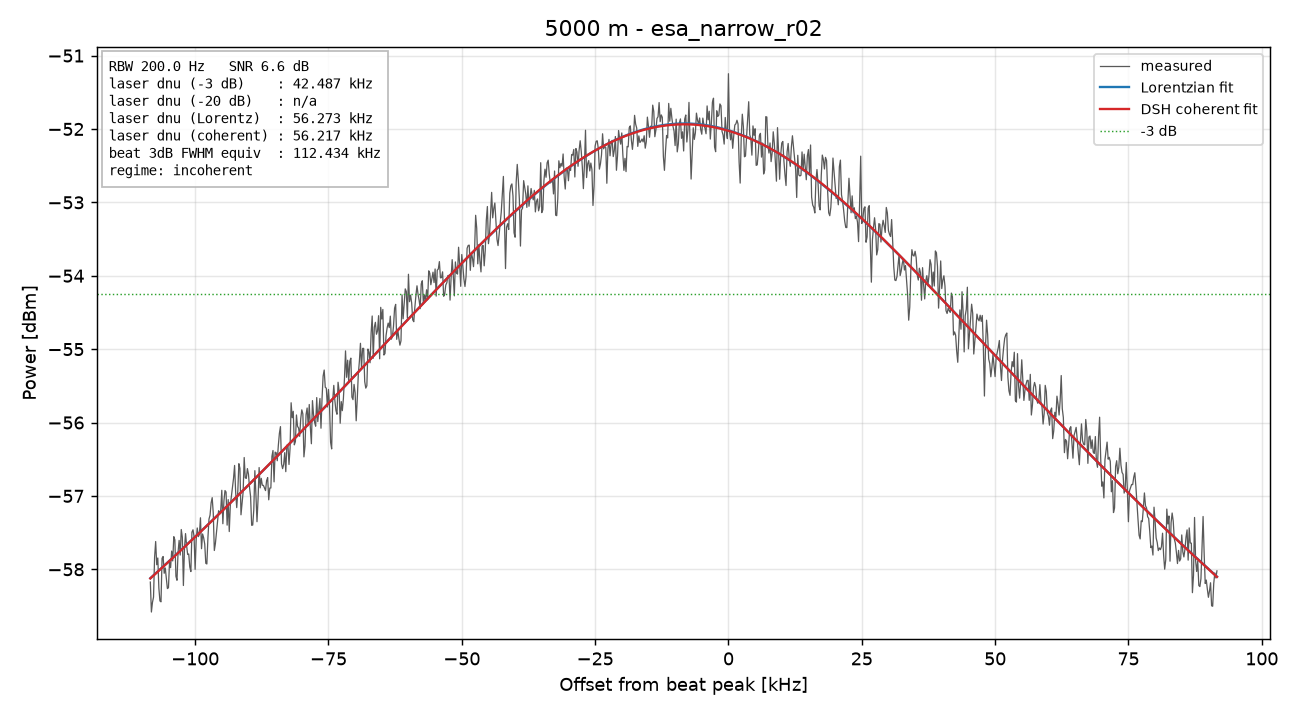 5000 m - esa_narrow_r02
RBW 200.0 Hz   SNR 6.6 dB
laser dnu (-3 dB)    : 42.487 kHz
laser dnu (-20 dB)   : n/a
laser dnu (Lorentz)  : 56.273 kHz
laser dnu (coherent) : 56.217 kHz
beat 3dB FWHM equiv  : 112.434 kHz
regime: incoherent
measured
Lorentzian fit
DSH coherent fit
-3 dB
Power [dBm]
−51
−52
−53
−54
−55
−56
−57
−58
−100 −75 −50 −25 0 25 50 75 100
Offset from beat peak [kHz]